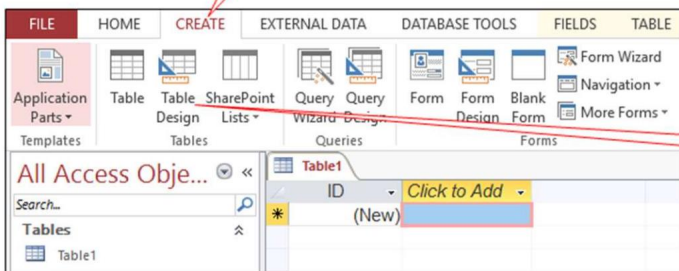 FILE HOME CREATE EXTERNAL DATA DATABASE TOOLS FIELDS TABLE
Application Parts
Table
Table Design
SharePoint Lists
Query Wizard
Query Design
Form
Form Design
Blank Form
Form Wizard
Navigation
More Forms
Templates Tables Queries Forms
All Access Obje... «
Search...
Tables
Table1
Table1
ID Click to Add
* (New)